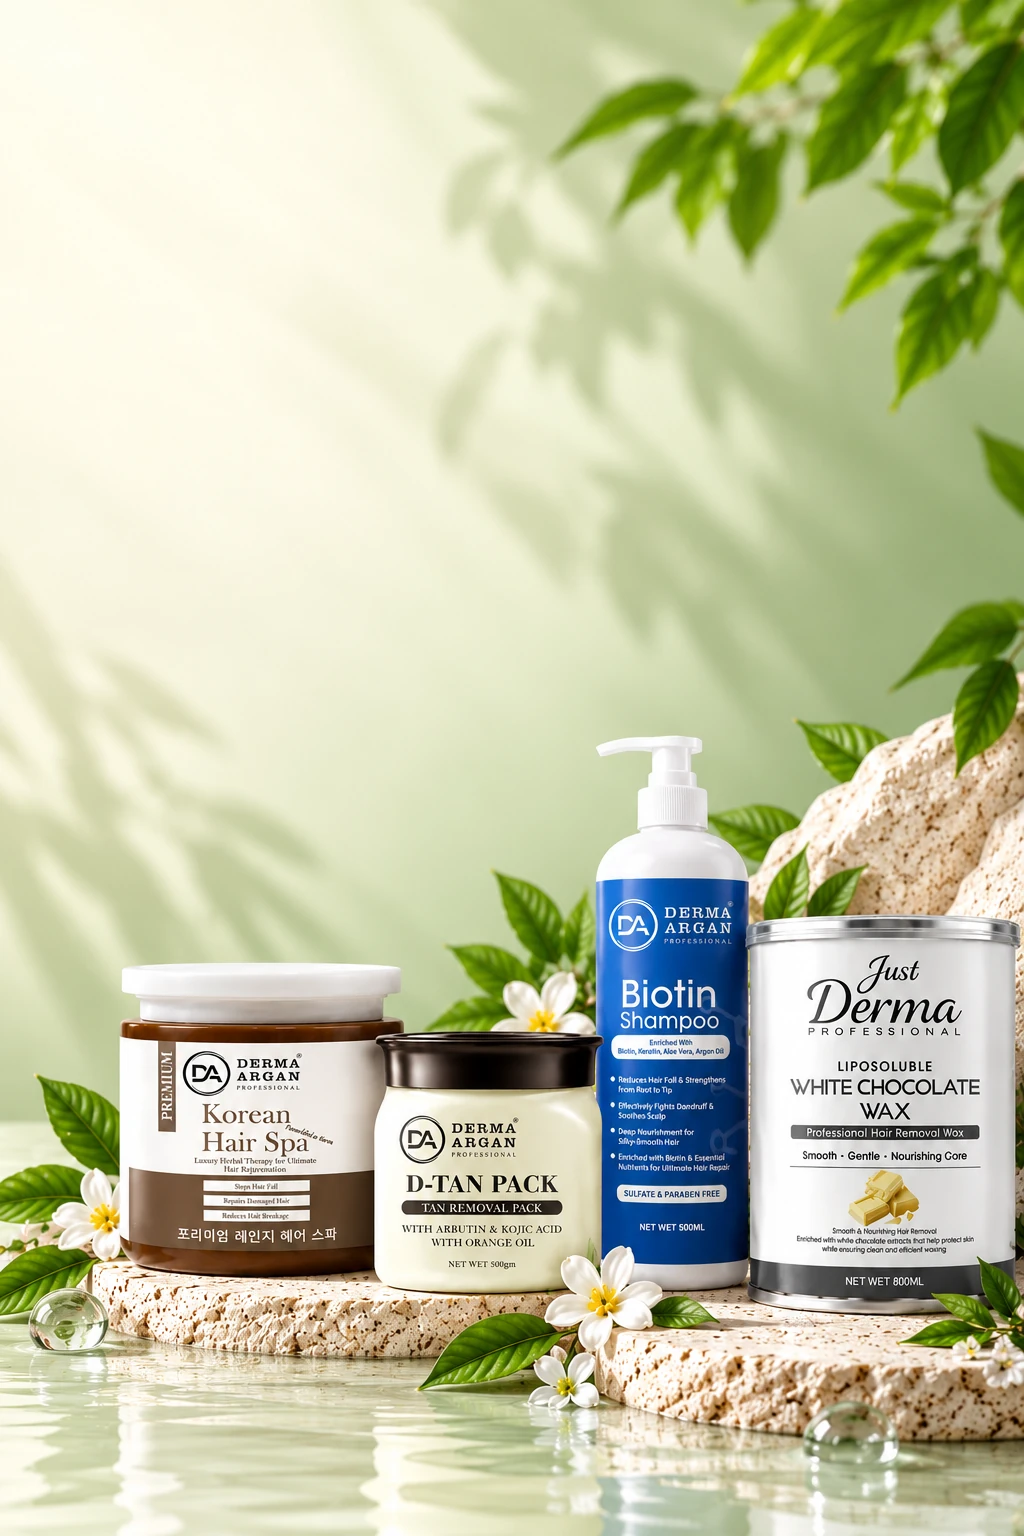 PREMIUM
DA
DERMA
ARGAN
®
PROFESSIONAL
Korean
Hair Spa
Luxury Herbal Therapy for Ultimate
Hair Rejuvenation
Stops Hair Fall
Repairs Damaged Hair
Reduces Hair Breakage
포리미엄 레인지 헤어 스파
DA
DERMA
ARGAN
®
PROFESSIONAL
D-TAN PACK
TAN REMOVAL PACK
WITH ARBUTIN & KOJIC ACID
WITH ORANGE OIL
NET WET 500gm
DA
DERMA
ARGAN
®
PROFESSIONAL
Biotin
Shampoo
Enriched With
Biotin, Keratin, Aloe Vera, Argan Oil
Reduces Hair Fall & Strengthens
From Root to Tip
Effectively Fights Dandruff &
Soothes Scalp
Deep Nourishment for
Silky-Smooth Hair
Enriched with Biotin & Essential
Nutrients for Ultimate Hair Repair
SULFATE & PARABEN FREE
NET WET 500ML
Just
Derma
PROFESSIONAL
LIPOSOLUBLE
WHITE CHOCOLATE
WAX
Professional Hair Removal Wax
Smooth • Gentle • Nourishing Care
Smooth & Nourishing Hair Removal
Enriched with white chocolate extracts that help protect skin
while ensuring clean and efficient waxing
NET WET 800ML